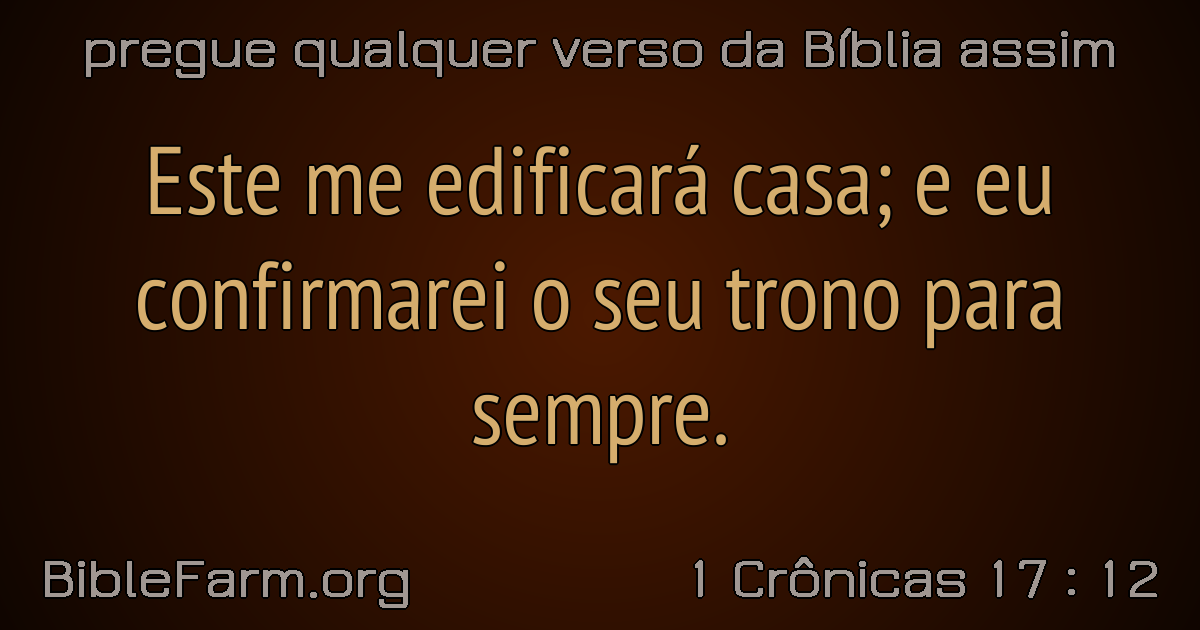 pregue qualquer verso da Bíblia assim
Este me edificará casa; e eu
confirmarei o seu trono para
sempre.
BibleFarm.org
1 Crônicas 17 : 12